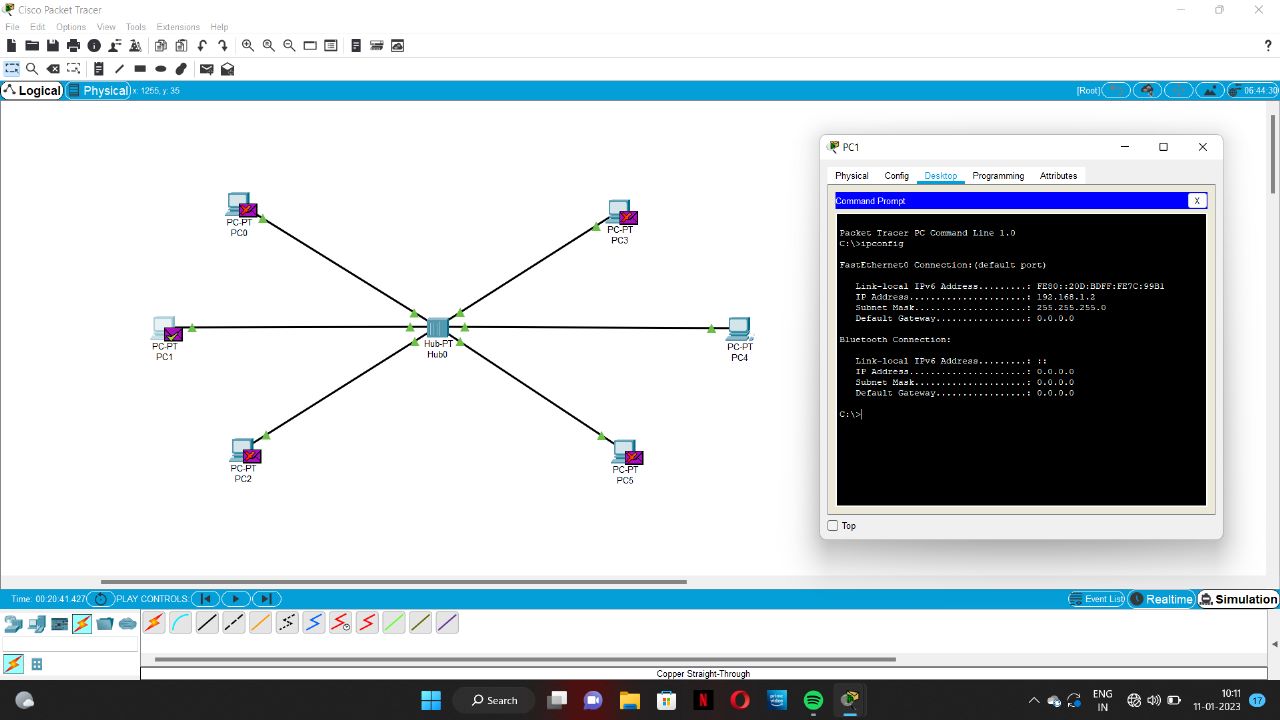 Cisco Packet Tracer
File Edit Options View Tools Extensions Help
?
Logical Physical x: 1255, y: 35 [Root] 06:44:30
PC-PT
PC0
PC-PT
PC3
PC-PT
PC1
Hub-PT
Hub0
PC-PT
PC4
PC-PT
PC2
PC-PT
PC5
PC1
Physical Config Desktop Programming Attributes
Command Prompt X
Packet Tracer PC Command Line 1.0
C:\>ipconfig
FastEthernet0 Connection:(default port)
Link-local IPv6 Address.........: FE80::20D:BDFF:FE7C:99B1
IP Address......................: 192.168.1.2
Subnet Mask.....................: 255.255.255.0
Default Gateway.................: 0.0.0.0
Bluetooth Connection:
Link-local IPv6 Address.........: ::
IP Address......................: 0.0.0.0
Subnet Mask.....................: 0.0.0.0
Default Gateway.................: 0.0.0.0
C:\>
Top
Time: 00:20:41.427 PLAY CONTROLS: Event List Realtime Simulation
Copper Straight-Through
Search
N
prime video
ENG
IN
10:11
11-01-2023
17